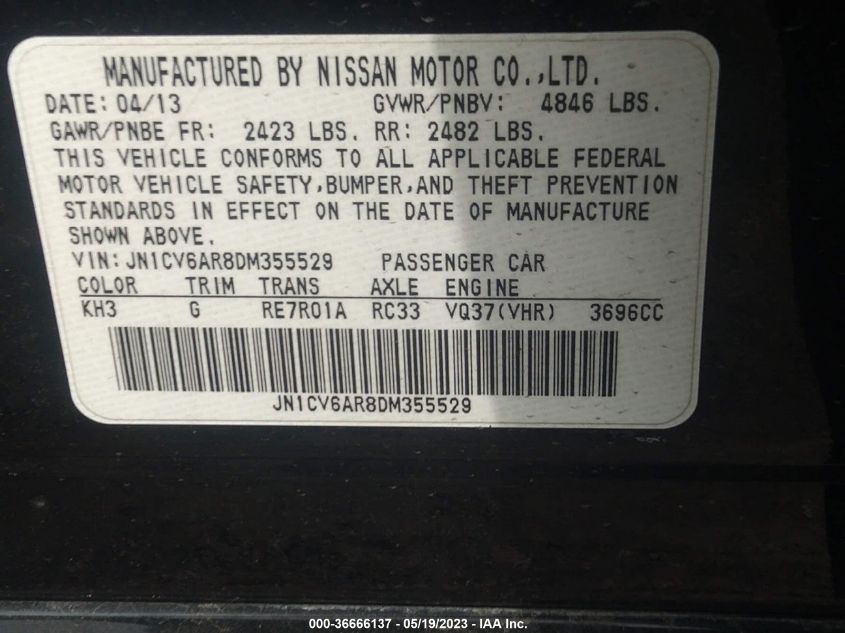 MANUFACTURED BY NISSAN MOTOR CO.,LTD.
DATE: 04/13 GVWR/PNBV: 4846 LBS.
GAWR/PNBE FR: 2423 LBS. RR: 2482 LBS.
THIS VEHICLE CONFORMS TO ALL APPLICABLE FEDERAL
MOTOR VEHICLE SAFETY,BUMPER,AND THEFT PREVENTION
STANDARDS IN EFFECT ON THE DATE OF MANUFACTURE
SHOWN ABOVE.
VIN:JN1CV6AR8DM355529 PASSENGER CAR
COLOR TRIM TRANS AXLE ENGINE
KH3 G RE7R01A RC33 VQ37(VHR) 3696CC
JN1CV6AR8DM355529
000-36666137 - 05/19/2023 - IAA Inc.